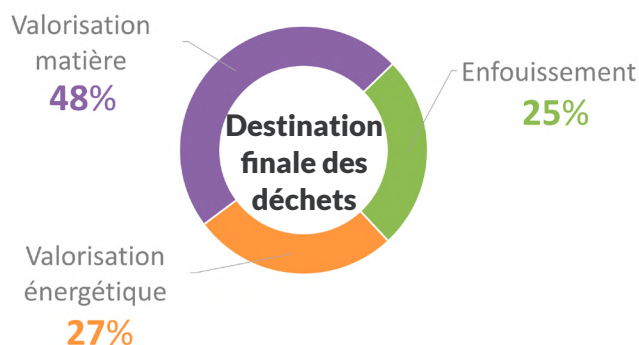 Valorisation
matière
48%
Enfouissement
25%
Destination
finale des
déchets
Valorisation
énergétique
27%